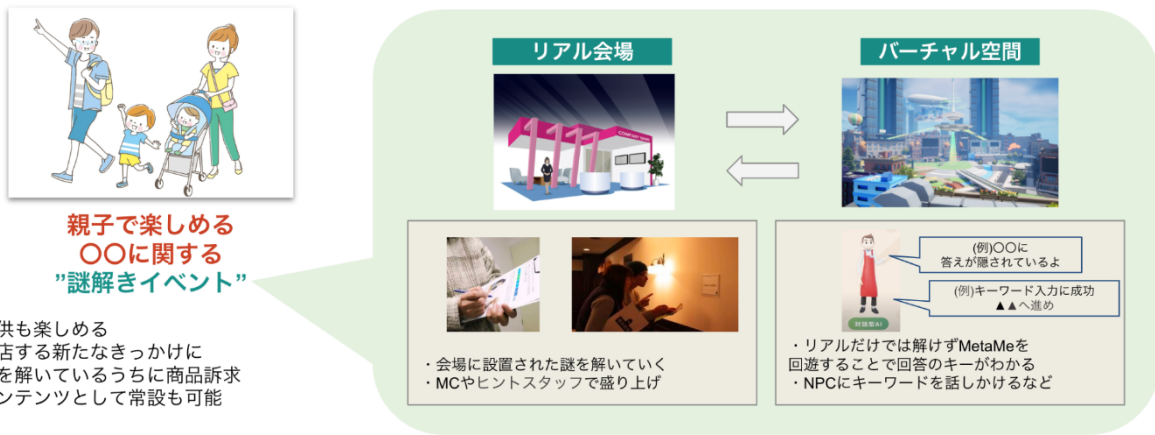 親子で楽しめる
〇〇に関する
”謎解きイベント”
供も楽しめる
店する新たなきっかけに
を解いているうちに商品訴求
ンテンツとして常設も可能
リアル会場
COMPANY NAME
・会場に設置された謎を解いていく
・MCやヒントスタッフで盛り上げ
バーチャル空間
(例)〇〇に
答えが隠されているよ
(例)キーワード入力に成功
▲▲へ進め
対話型AI
・リアルだけでは解けずMetaMeを
回遊することで回答のキーがわかる
・NPCにキーワードを話しかけるなど